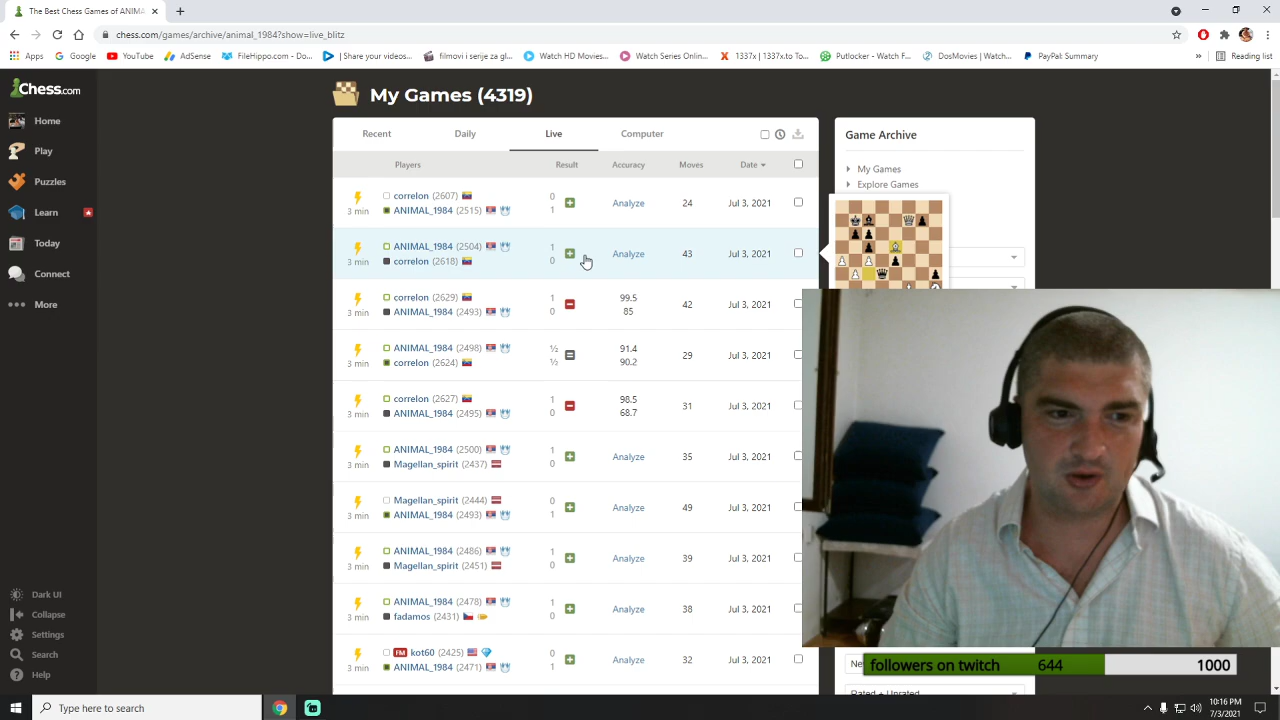 The Best Chess Games of ANIMA
chess.com/games/archive/animal_1984?show=live_blitz
Apps Google YouTube AdSense FileHippo.com - Do... | Share your videos... filmovi i serije za gl... Watch HD Movies... Watch Series Onlin... 1337x | 1337x.to To... Putlocker - Watch F... DosMovies | Watch... PayPal: Summary » Reading list
Chess.com
Home
Play
Puzzles
Learn
Today
Connect
More
Dark UI
Collapse
Settings
Search
Help
My Games (4319)
Recent Daily Live Computer
Players Result Accuracy Moves Date
3 min correlon (2607) 0 Analyze 24 Jul 3, 2021
ANIMAL_1984 (2515) 1
3 min ANIMAL_1984 (2504) 1 Analyze 43 Jul 3, 2021
correlon (2618) 0
3 min correlon (2629) 1 99.5 42 Jul 3, 2021
ANIMAL_1984 (2493) 0 85
3 min ANIMAL_1984 (2498) ½ 91.4 29 Jul 3, 2021
correlon (2624) ½ 90.2
3 min correlon (2627) 1 98.5 31 Jul 3, 2021
ANIMAL_1984 (2495) 0 68.7
3 min ANIMAL_1984 (2500) 1 Analyze 35 Jul 3, 2021
Magellan_spirit (2437) 0
3 min Magellan_spirit (2444) 0 Analyze 49 Jul 3, 2021
ANIMAL_1984 (2493) 1
3 min ANIMAL_1984 (2486) 1 Analyze 39 Jul 3, 2021
Magellan_spirit (2451) 0
3 min ANIMAL_1984 (2478) 1 Analyze 38 Jul 3, 2021
fadamos (2431) 0
3 min FM kot60 (2425) 0 Analyze 32 Jul 3, 2021
ANIMAL_1984 (2471) 1
Game Archive
My Games
Explore Games
Ne
followers on twitch 644 1000
Rated + Unrated
Type here to search
10:16 PM
7/3/2021